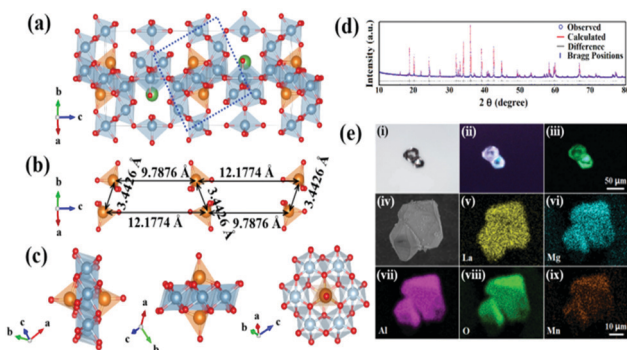 (a)
b
c
a
(b)
9.7876 Å
12.1774 Å
3.4426 Å
3.4426 Å
3.4426 Å
12.1774 Å
9.7876 Å
b
c
a
(c)
c
a
b
a
c
b
a
c
b
(d)
Intensity (a.u.)
Observed
Calculated
Difference
Bragg Positions
10 20 30 40 50 60 70 80 90
2 θ (degree)
(e)
(i)
(ii)
(iii)
50 μm
(iv)
(v)
La
(vi)
Mg
(vii)
Al
(viii)
O
(ix)
Mn
10 μm